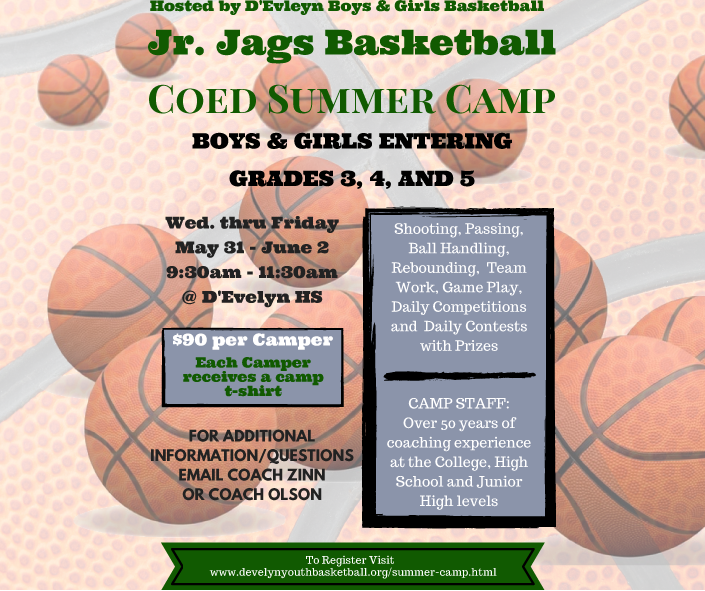 Hosted by D'Evleyn Boys & Girls Basketball
Jr. Jags Basketball
Coed Summer Camp
BOYS & GIRLS ENTERING
GRADES 3, 4, AND 5
Wed. thru Friday
May 31 - June 2
9:30am - 11:30am
@ D'Evelyn HS
$90 per Camper
Each Camper
receives a camp
t-shirt
FOR ADDITIONAL
INFORMATION/QUESTIONS
EMAIL COACH ZINN
OR COACH OLSON
Shooting, Passing,
Ball Handling,
Rebounding, Team
Work, Game Play,
Daily Competitions
and Daily Contests
with Prizes
CAMP STAFF:
Over 50 years of
coaching experience
at the College, High
School and Junior
High levels
To Register Visit
www.develynyouthbasketball.org/summer-camp.html